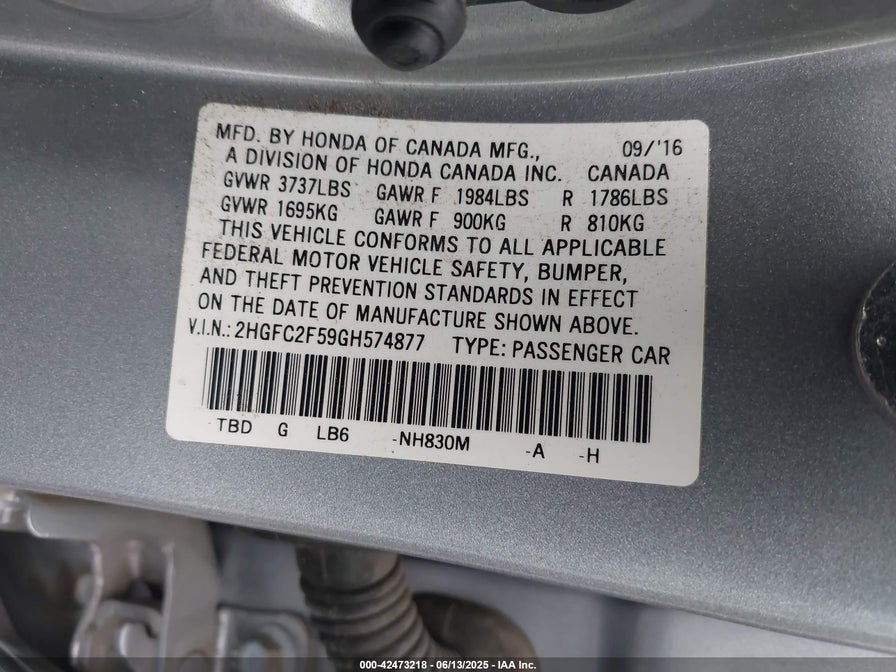 MFD. BY HONDA OF CANADA MFG., 09/'16
A DIVISION OF HONDA CANADA INC. CANADA
GVWR 3737LBS GAWR F 1984LBS R 1786LBS
GVWR 1695KG GAWR F 900KG R 810KG
THIS VEHICLE CONFORMS TO ALL APPLICABLE
FEDERAL MOTOR VEHICLE SAFETY, BUMPER,
AND THEFT PREVENTION STANDARDS IN EFFECT
ON THE DATE OF MANUFACTURE SHOWN ABOVE.
V.I.N.: 2HGFC2F59GH574877 TYPE: PASSENGER CAR
TBD G LB6 -NH830M -A -H
000-42473218 - 06/13/2025 - IAA Inc.